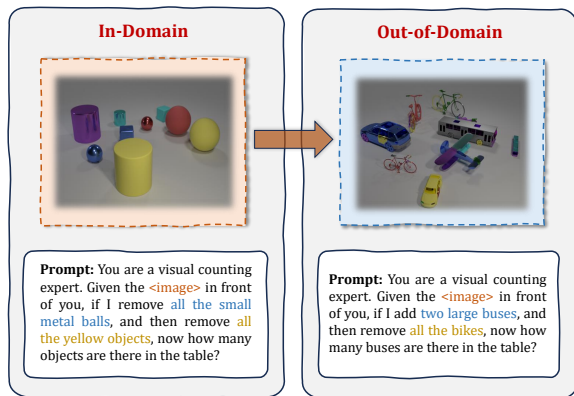 In-Domain
Prompt: You are a visual counting
expert. Given the <image> in front
of you, if I remove all the small
metal balls, and then remove all
the yellow objects, now how many
objects are there in the table?
Out-of-Domain
Prompt: You are a visual counting
expert. Given the <image> in front
of you, if I add two large buses, and
then remove all the bikes, now how
many buses are there in the table?